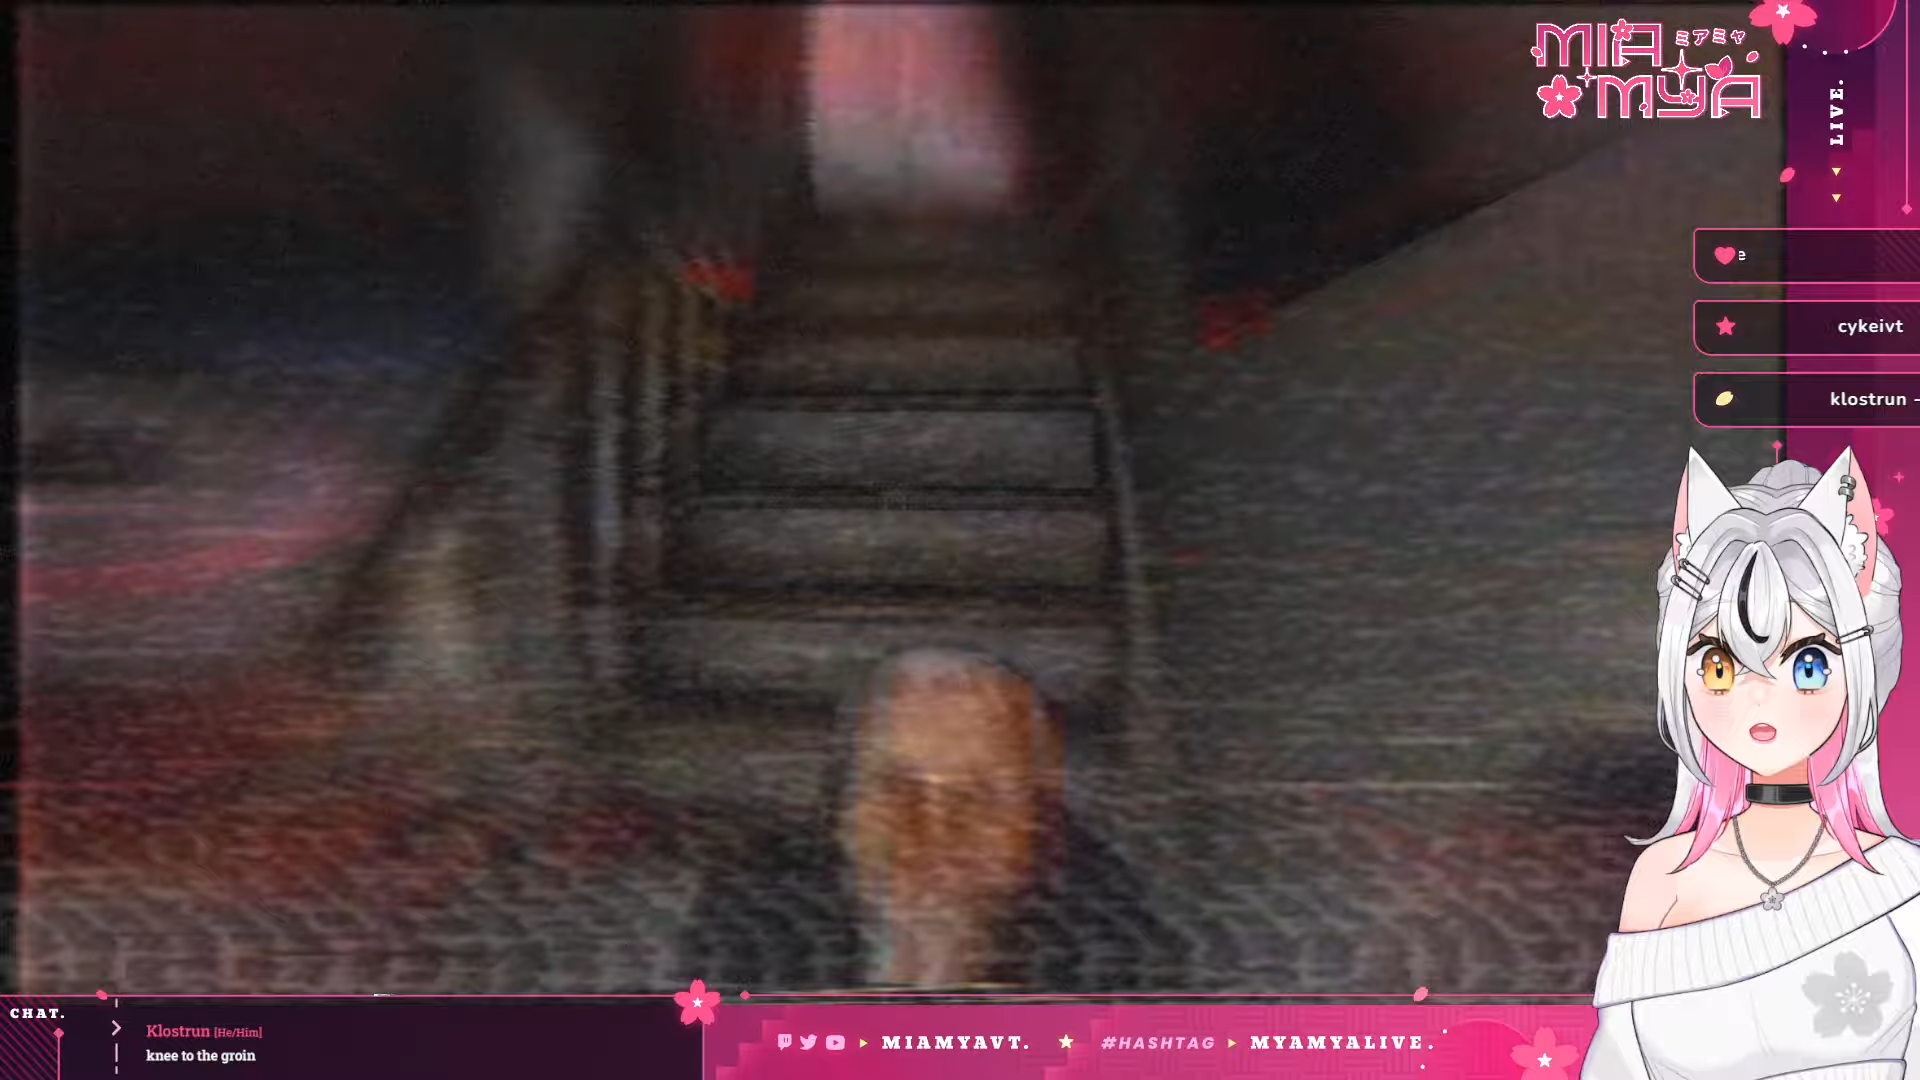 MIA ミアミャ
MYA
LIVE.
e
cykeivt
klostrun -
CHAT.
Klostrun [He/Him]
knee to the groin
MIAMYAVT.
#HASHTAG
MYAMYALIVE.